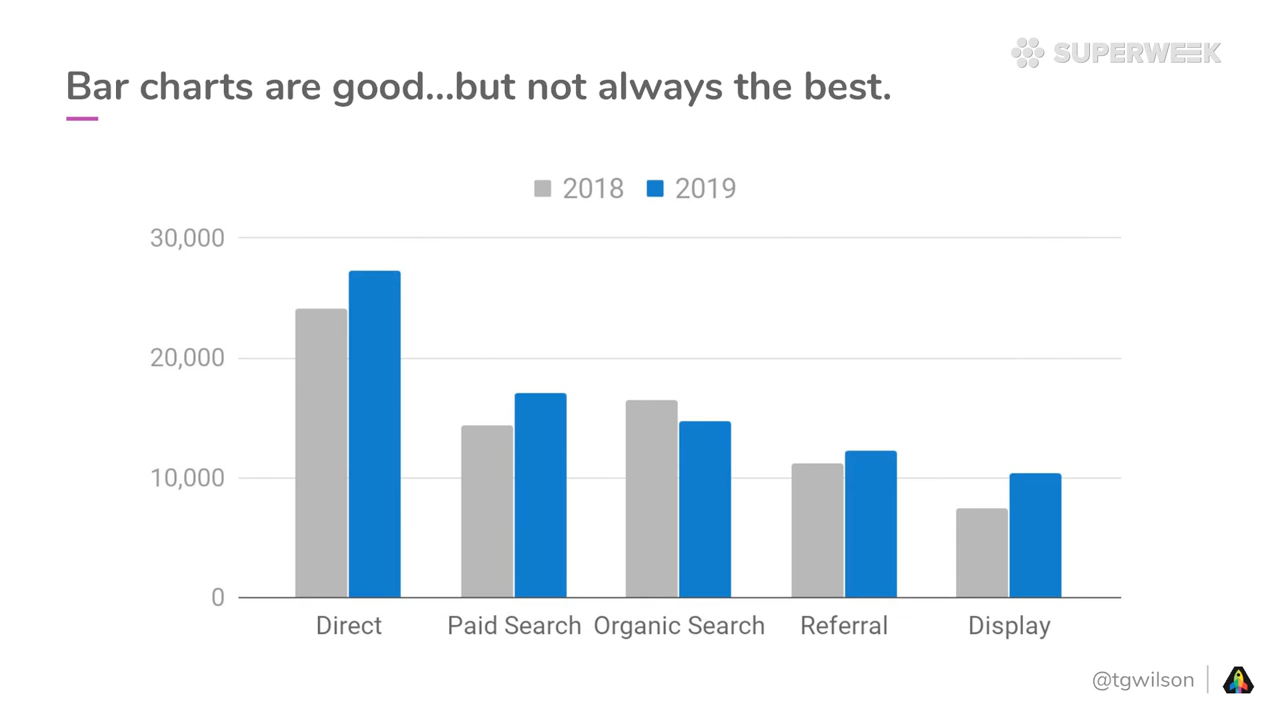 SUPERWEEK
Bar charts are good...but not always the best.
2018 2019
30,000
20,000
10,000
0
Direct Paid Search Organic Search Referral Display
@tgwilson